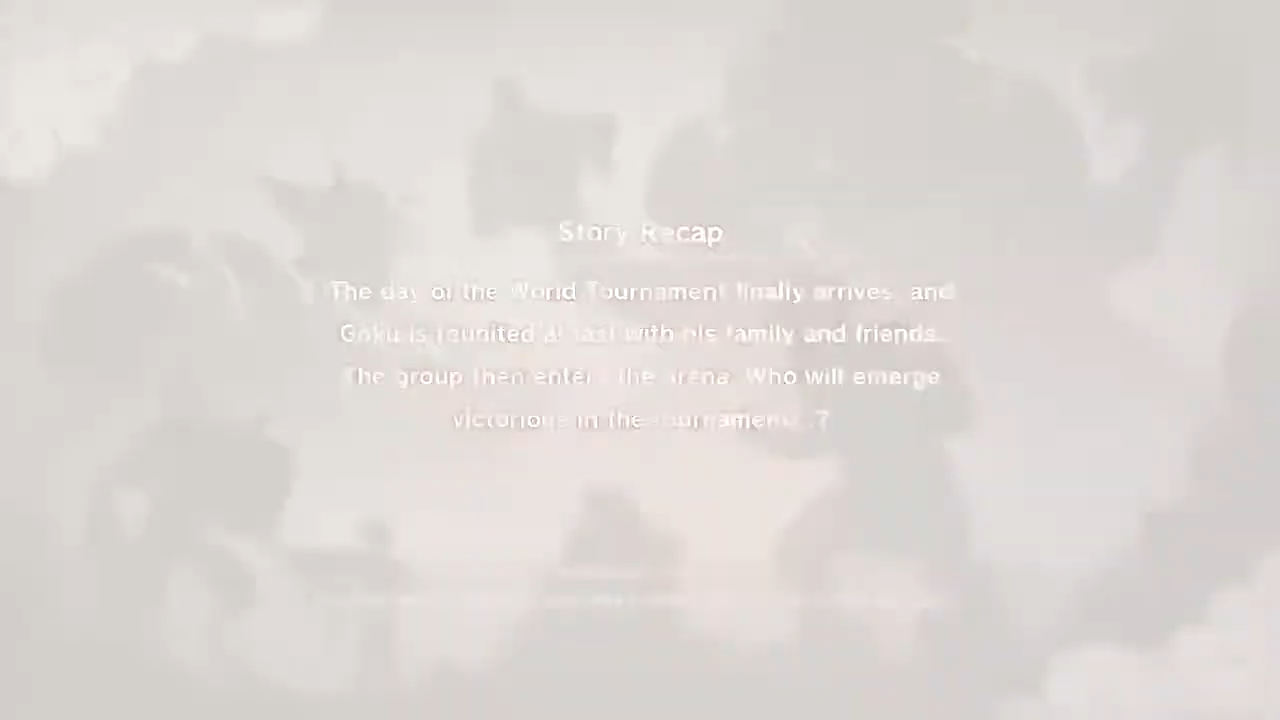 Story Recap
The day of the World Tournament finally arrives, and
Goku is reunited at last with his family and friends.
The group then enters the arena. Who will emerge
victorious in the tournament...?